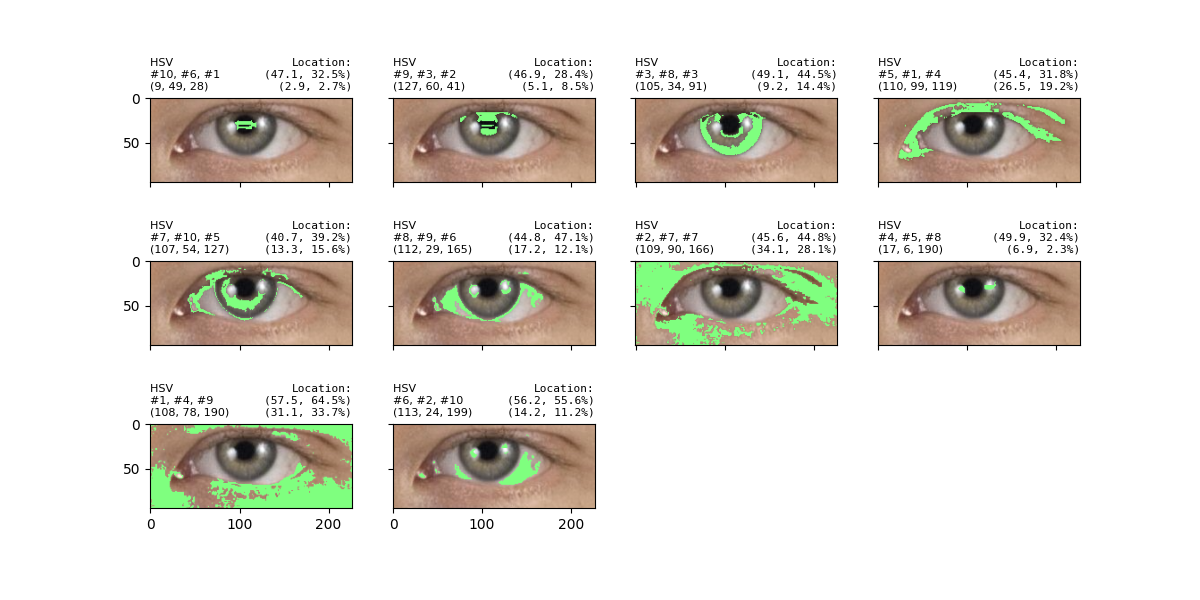 HSV Location:
#10, #6, #1 (47.1, 32.5%)
(9, 49, 28) (2.9, 2.7%)
HSV Location:
#9, #3, #2 (46.9, 28.4%)
(127, 60, 41) (5.1, 8.5%)
HSV Location:
#3, #8, #3 (49.1, 44.5%)
(105, 34, 91) (9.2, 14.4%)
HSV Location:
#5, #1, #4 (45.4, 31.8%)
(110, 99, 119) (26.5, 19.2%)
0
50
HSV Location:
#7, #10, #5 (40.7, 39.2%)
(107, 54, 127) (13.3, 15.6%)
HSV Location:
#8, #9, #6 (44.8, 47.1%)
(112, 29, 165) (17.2, 12.1%)
HSV Location:
#2, #7, #7 (45.6, 44.8%)
(109, 90, 166) (34.1, 28.1%)
HSV Location:
#4, #5, #8 (49.9, 32.4%)
(17, 6, 190) (6.9, 2.3%)
0
50
HSV Location:
#1, #4, #9 (57.5, 64.5%)
(108, 78, 190) (31.1, 33.7%)
HSV Location:
#6, #2, #10 (56.2, 55.6%)
(113, 24, 199) (14.2, 11.2%)
0
50
0 100 200
0 100 200